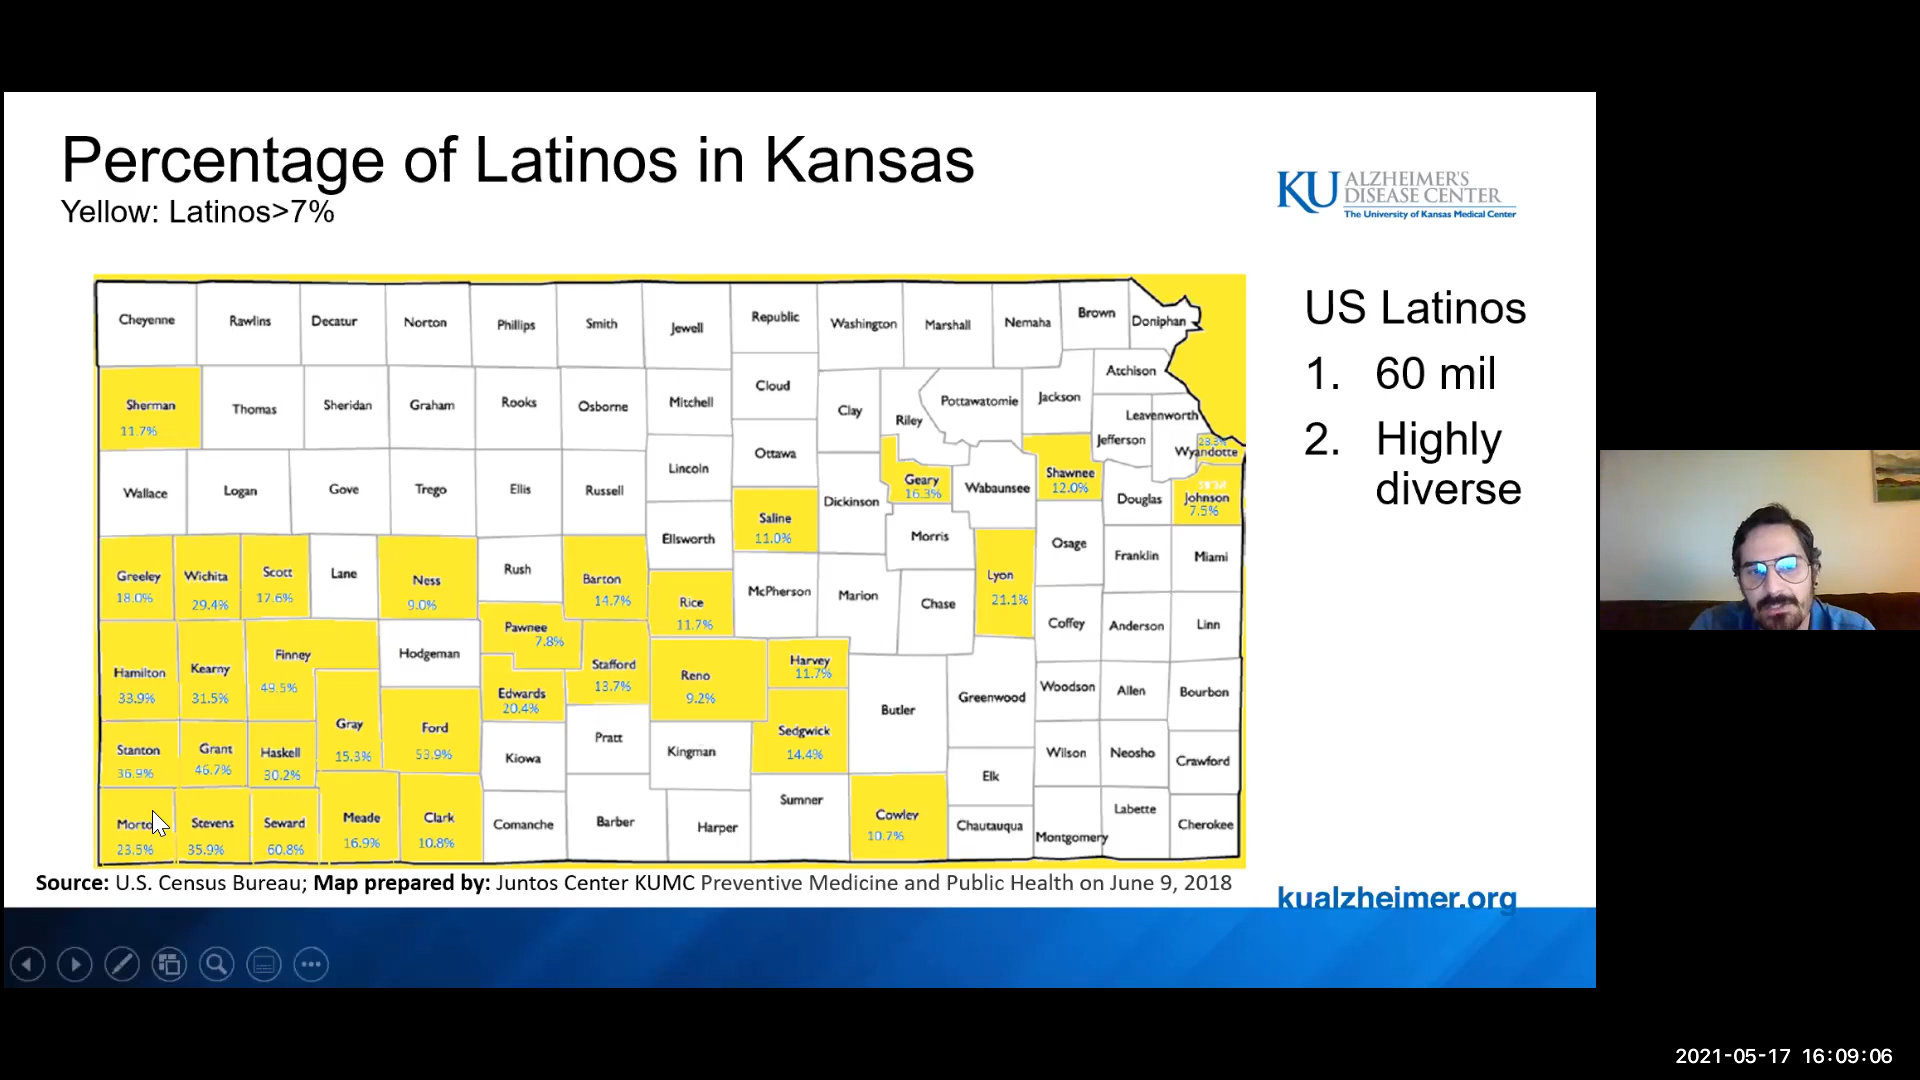 Percentage of Latinos in Kansas
Yellow: Latinos>7%
KU ALZHEIMER'S
DISEASE CENTER
The University of Kansas Medical Center
Cheyenne Rawlins Decatur Norton Phillips Smith Jewell Republic Washington Marshall Nemaha Brown Doniphan
Sherman Thomas Sheridan Graham Rooks Osborne Mitchell Cloud Clay Riley Pottawatomie Jackson Atchison
11.7%
Leavenworth
Jefferson
Wyandotte
Wallace Logan Gove Trego Ellis Russell Lincoln Ottawa
Saline
11.0%
Dickinson
Geary
16.3%
Wabaunsee
Shawnee
12.0%
Douglas
Johnson
7.5%
Ellsworth
Morris
Osage
Franklin
Miami
Greeley
18.0%
Wichita
29.4%
Scott
17.6%
Lane
Ness
9.0%
Rush
Barton
14.7%
Rice
11.7%
McPherson
Marion
Chase
Lyon
21.1%
Coffey
Anderson
Linn
Hamilton
33.9%
Kearny
31.5%
Finney
49.5%
Hodgeman
Pawnee
7.8%
Edwards
20.4%
Stafford
13.7%
Reno
9.2%
Harvey
11.7%
Sedgwick
14.4%
Butler
Greenwood
Woodson
Allen
Bourbon
Stanton
36.9%
Grant
46.7%
Haskell
30.2%
Gray
15.3%
Ford
53.9%
Kiowa
Pratt
Kingman
Elk
Wilson
Neosho
Crawford
23.5%
Stevens
35.9%
Seward
60.8%
Meade
16.9%
Clark
10.8%
Comanche
Barber
Harper
Sumner
Cowley
10.7%
Chautauqua
Montgomery
Labette
Cherokee
US Latinos
1. 60 mil
2. Highly
diverse
Source: U.S. Census Bureau; Map prepared by: Juntos Center KUMC Preventive Medicine and Public Health on June 9, 2018
kualzheimer.org
2021-05-17 16:09:06